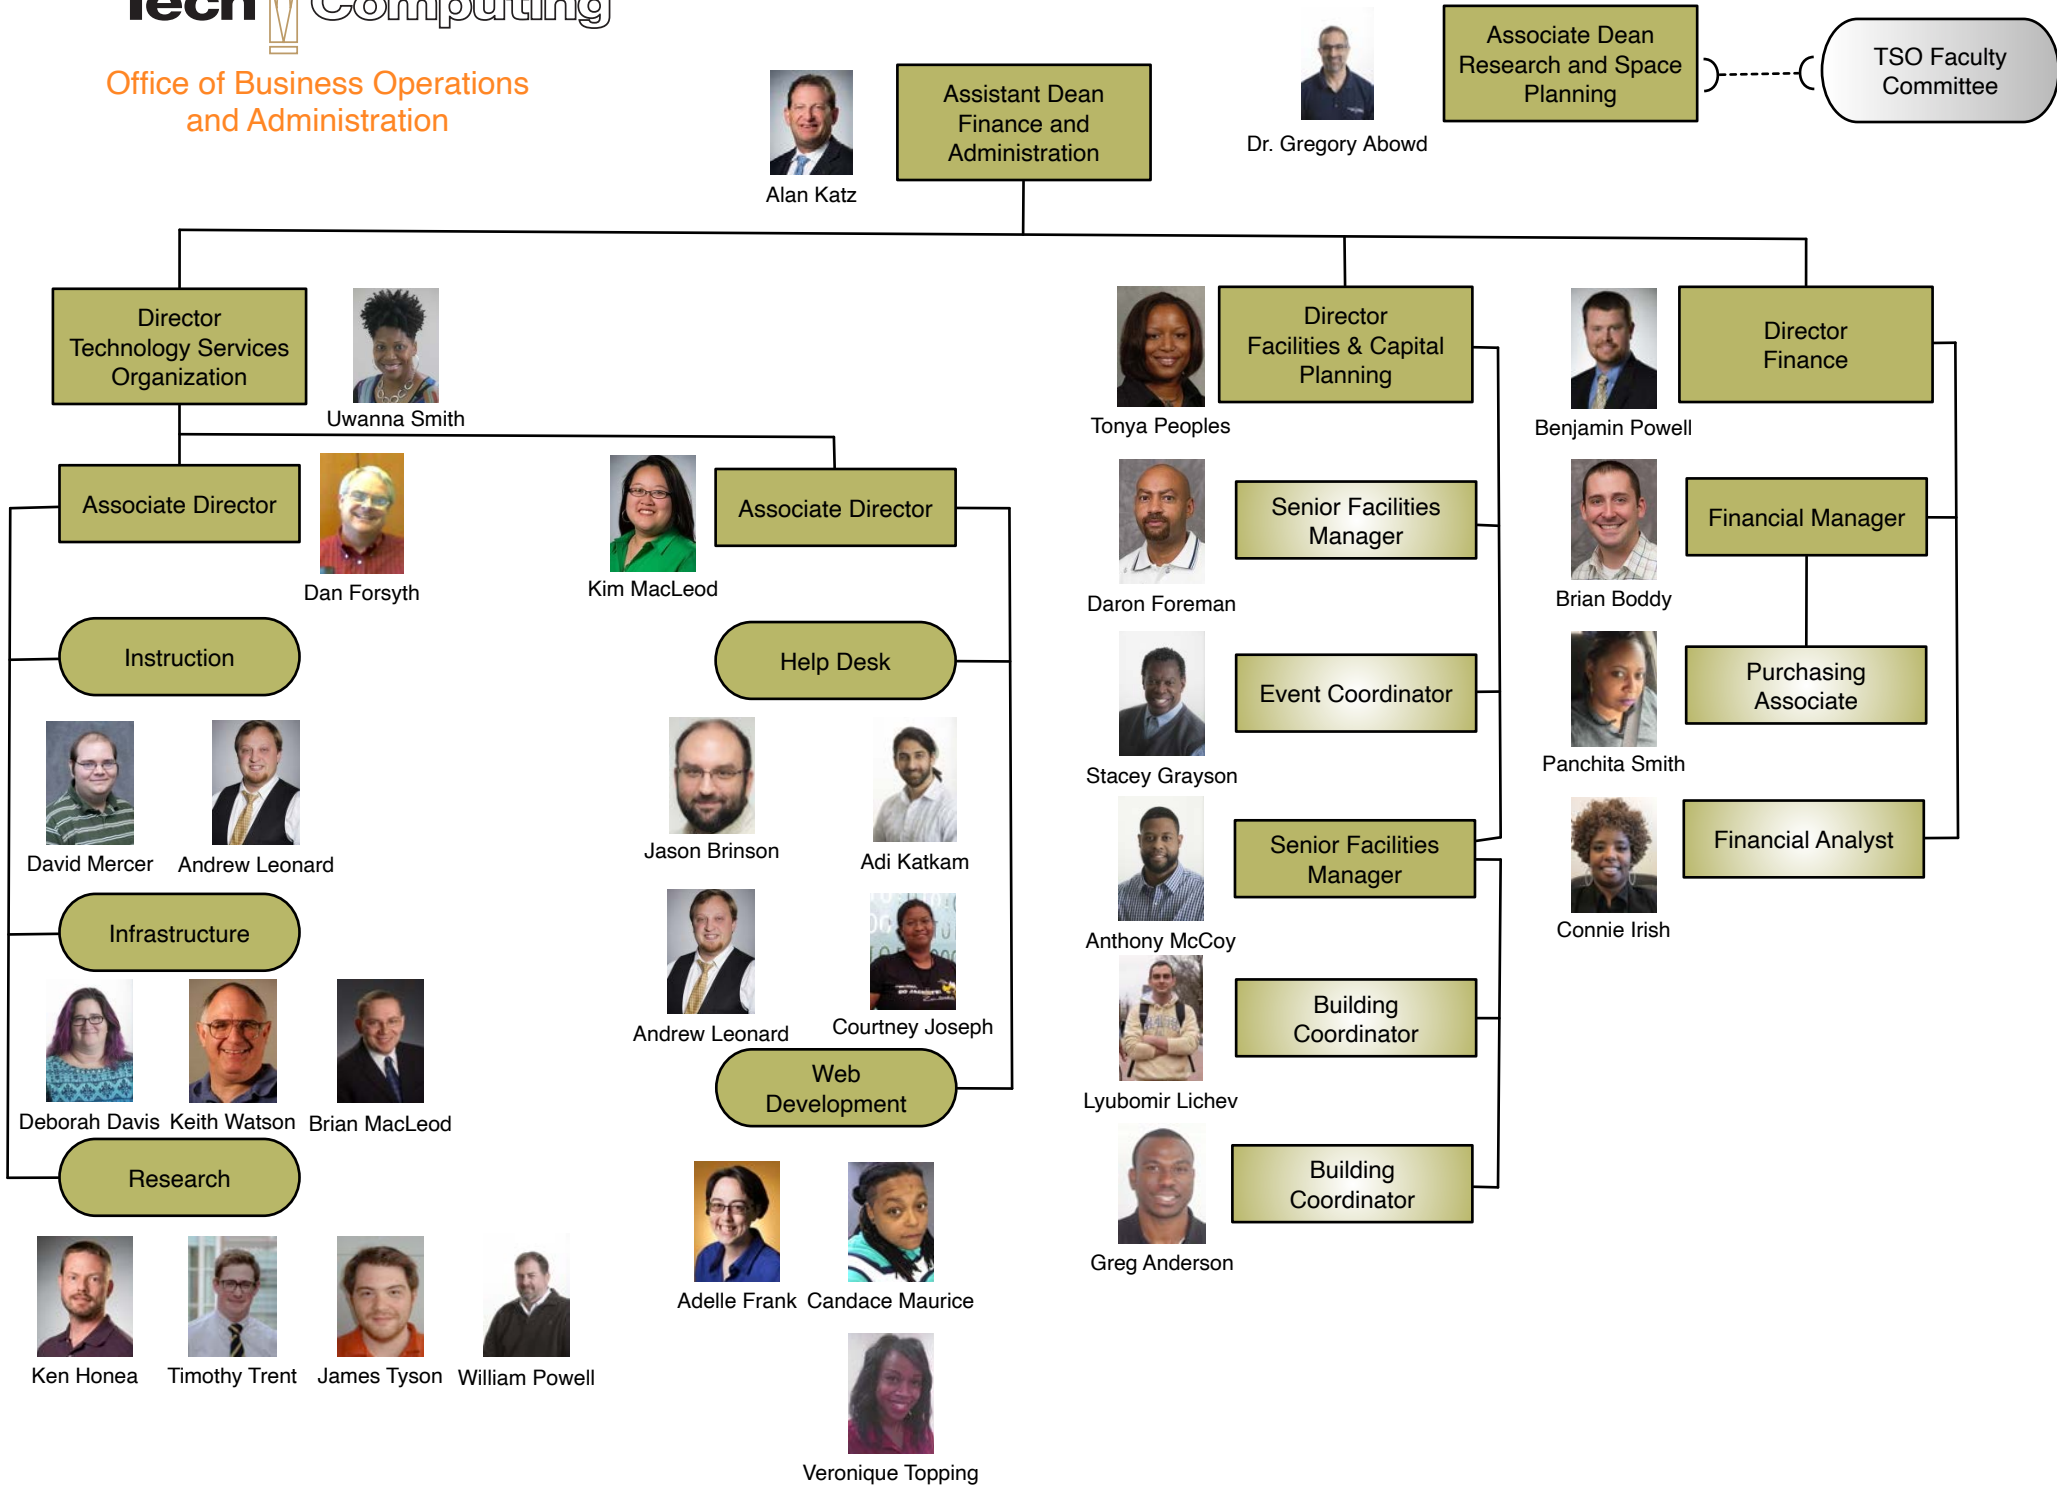 Tech Computing
Office of Business Operations
and Administration
Alan Katz
Assistant Dean
Finance and
Administration
Dr. Gregory Abowd
Associate Dean
Research and Space
Planning
TSO Faculty
Committee
Director
Technology Services
Organization
Uwanna Smith
Tonya Peoples
Director
Facilities & Capital
Planning
Benjamin Powell
Director
Finance
Associate Director
Dan Forsyth
Kim MacLeod
Associate Director
Daron Foreman
Senior Facilities
Manager
Brian Boddy
Financial Manager
Instruction
Help Desk
Stacey Grayson
Event Coordinator
Panchita Smith
Purchasing
Associate
David Mercer
Andrew Leonard
Jason Brinson
Adi Katkam
Anthony McCoy
Senior Facilities
Manager
Connie Irish
Financial Analyst
Infrastructure
Andrew Leonard
Courtney Joseph
Lyubomir Lichev
Building
Coordinator
Deborah Davis
Keith Watson
Brian MacLeod
Web
Development
Research
Greg Anderson
Building
Coordinator
Adelle Frank
Candace Maurice
Ken Honea
Timothy Trent
James Tyson
William Powell
Veronique Topping